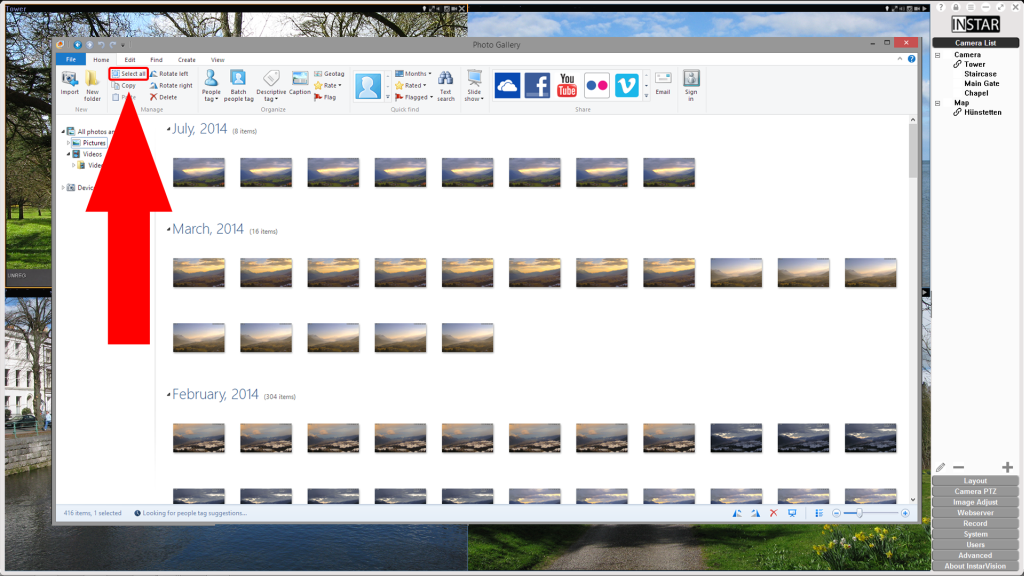 Tower
INSTAR
Camera List
Camera
Tower
Staircase
Main Gate
Chapel
Map
Hünstetten
Photo Gallery
File
Home
Edit
Find
Create
View
Import
New folder
New
Select all
Copy
Rotate left
Rotate right
Delete
Manage
People tag
Batch people tag
Descriptive tag
Caption
Geotag
Rate
Flag
Organize
Months
Rated
Flagged
Text search
Quick find
Slide show
You Tube
Share
Email
Sign in
All photos an
Pictures
Videos
Video
Devic
July, 2014 (8 items)
March, 2014 (16 items)
February, 2014 (304 items)
416 items, 1 selected
Looking for people tag suggestions...
Layout
Camera PTZ
Image Adjust
Webserver
Record
System
Users
Advanced
About InstarVision